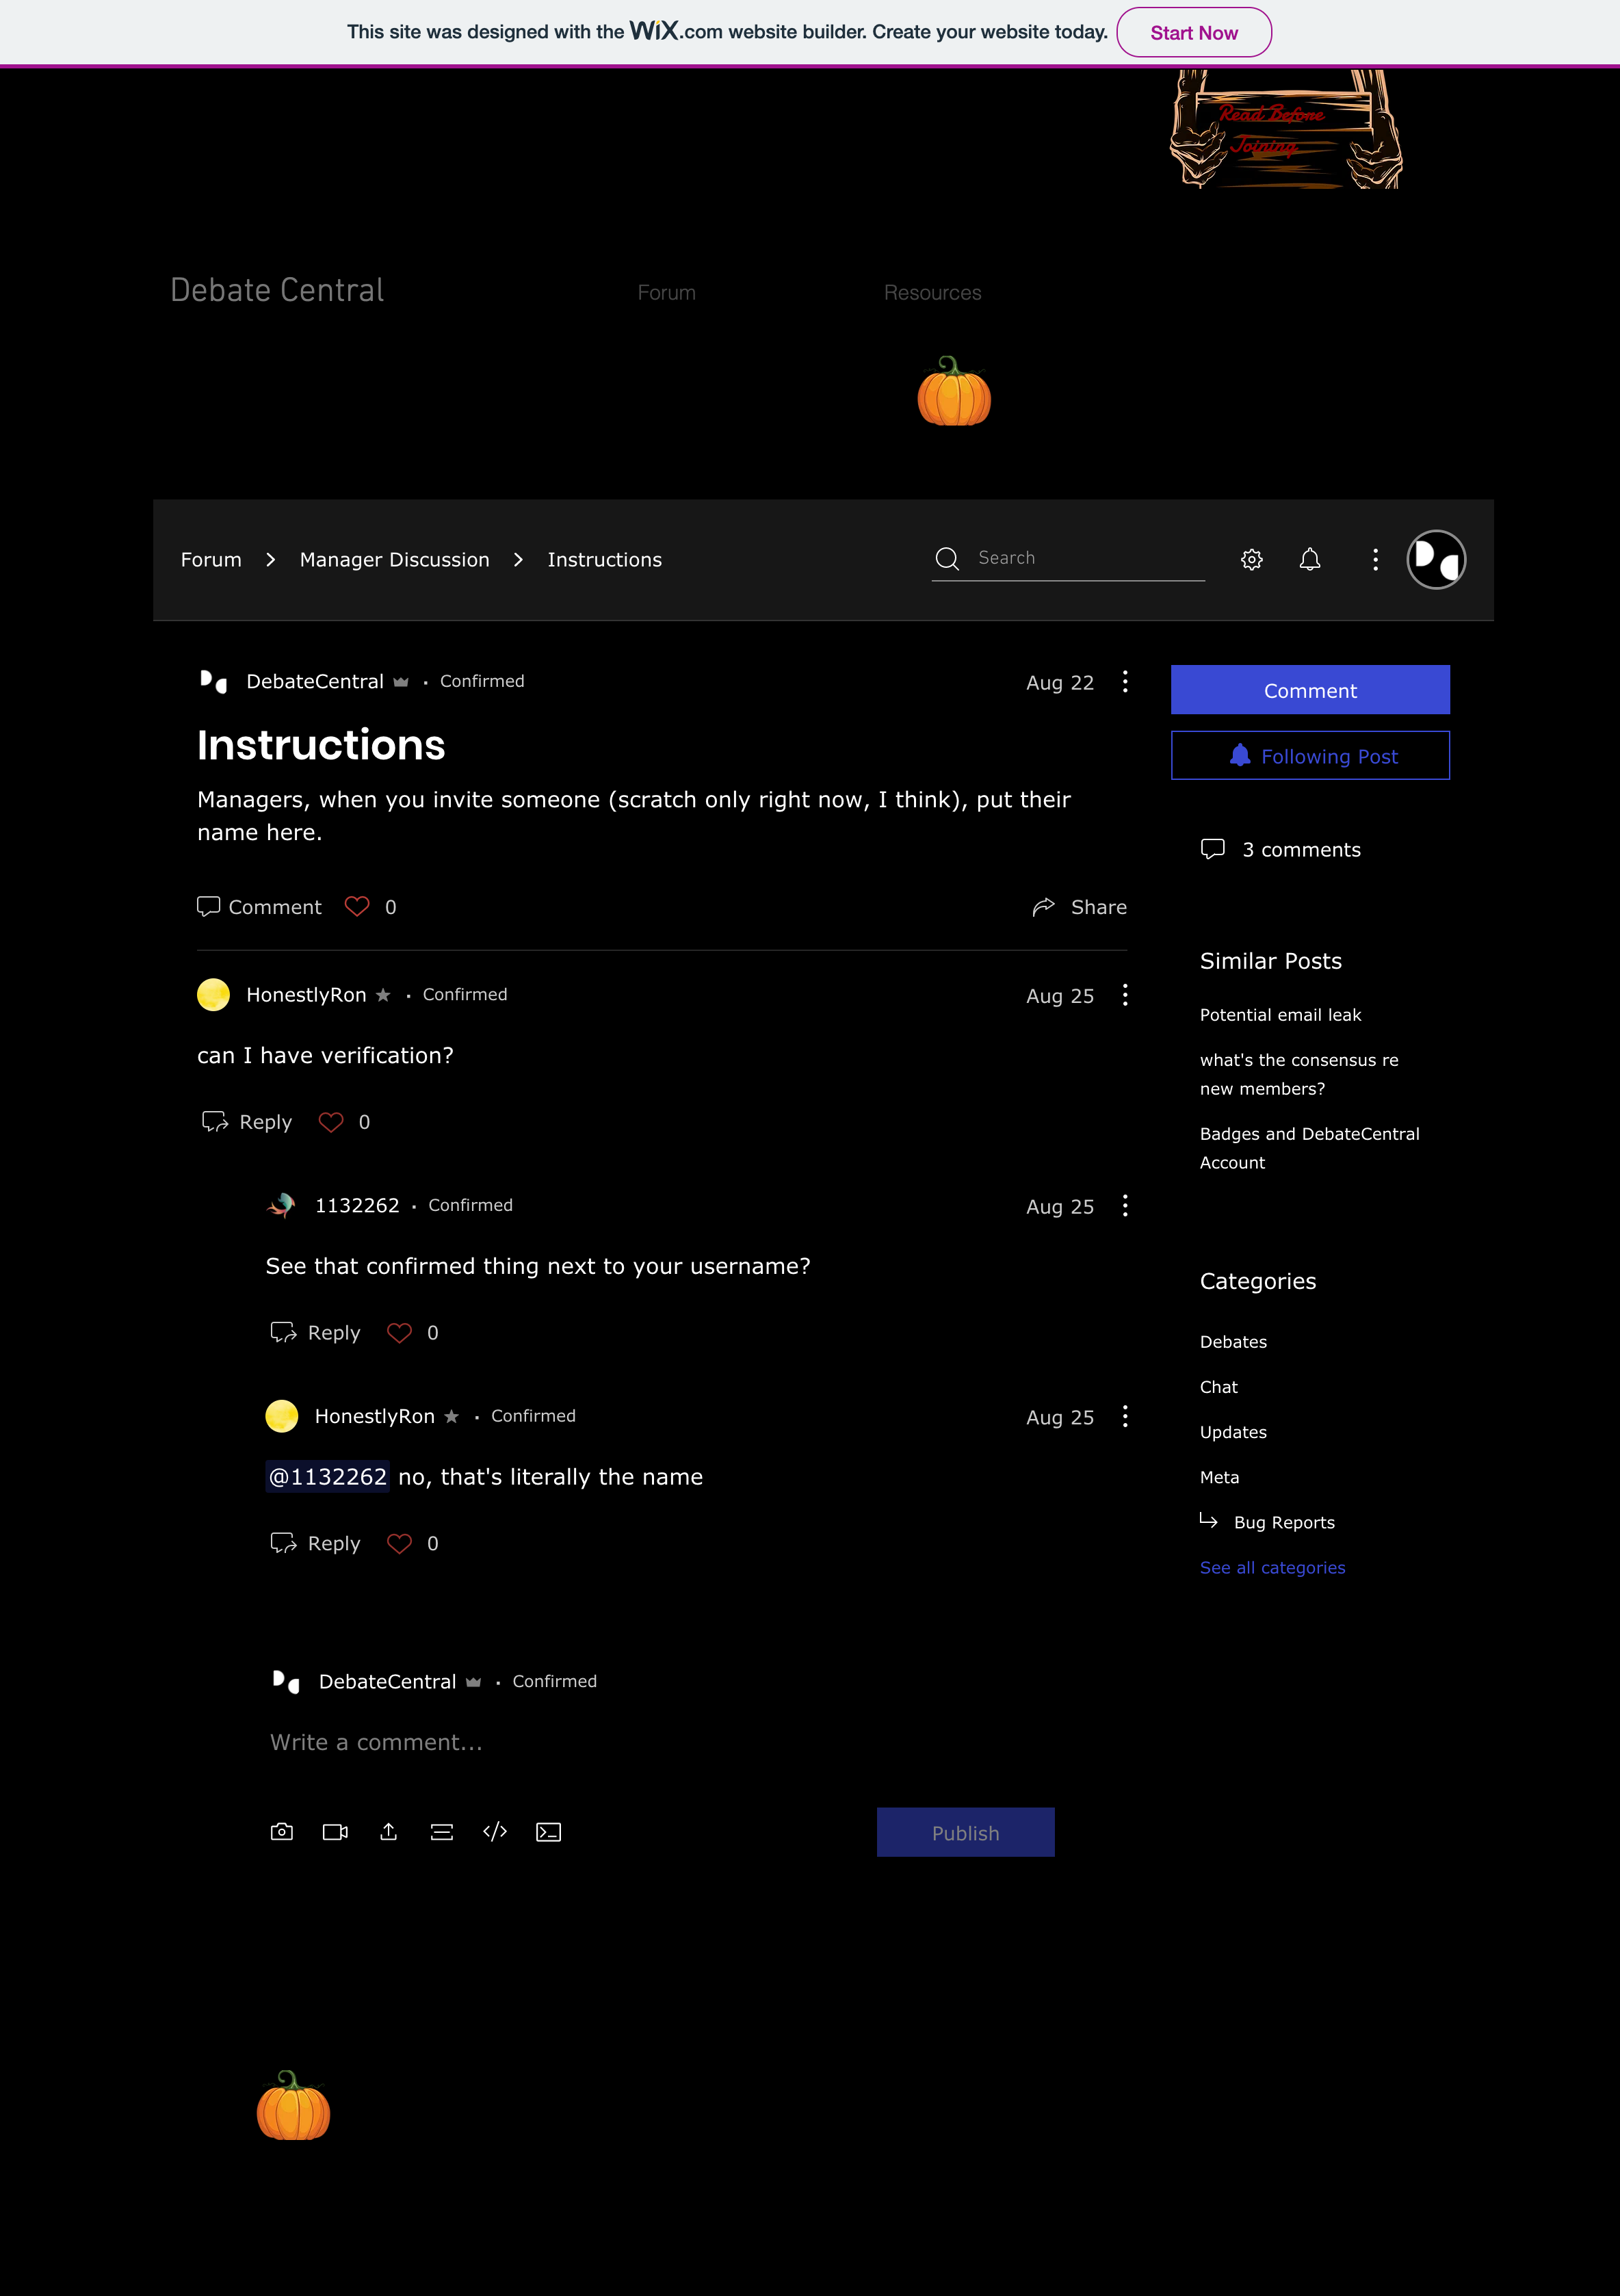 This site was designed with the WiX.com website builder. Create your website today. Start Now
Read Before
Joining
Debate Central Forum Resources
Forum Manager Discussion Instructions Search
DebateCentral · Confirmed Aug 22
Instructions
Managers, when you invite someone (scratch only right now, I think), put their
name here.
Comment 0 Share
HonestlyRon · Confirmed Aug 25
can I have verification?
Reply 0
1132262 · Confirmed Aug 25
See that confirmed thing next to your username?
Reply 0
HonestlyRon · Confirmed Aug 25
@1132262 no, that's literally the name
Reply 0
DebateCentral · Confirmed
Write a comment...
Publish
Comment
Following Post
3 comments
Similar Posts
Potential email leak
what's the consensus re
new members?
Badges and DebateCentral
Account
Categories
Debates
Chat
Updates
Meta
Bug Reports
See all categories